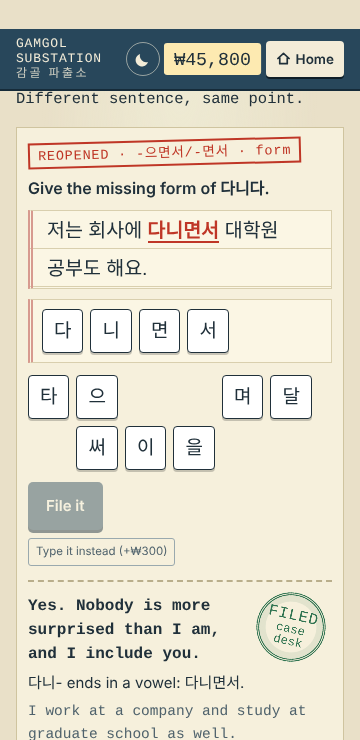 GAMGOL
SUBSTATION
감골 파출소
₩45,800
Home
Different sentence, same point.
REOPENED · -으면서/-면서 · form
Give the missing form of 다니다.
저는 회사에 다니면서 대학원
공부도 해요.
다 니 면 서
타 으 며 달
써 이 을
File it
Type it instead (+₩300)
Yes. Nobody is more
surprised than I am,
and I include you.
FILED
case
desk
다니- ends in a vowel: 다니면서.
I work at a company and study at
graduate school as well.